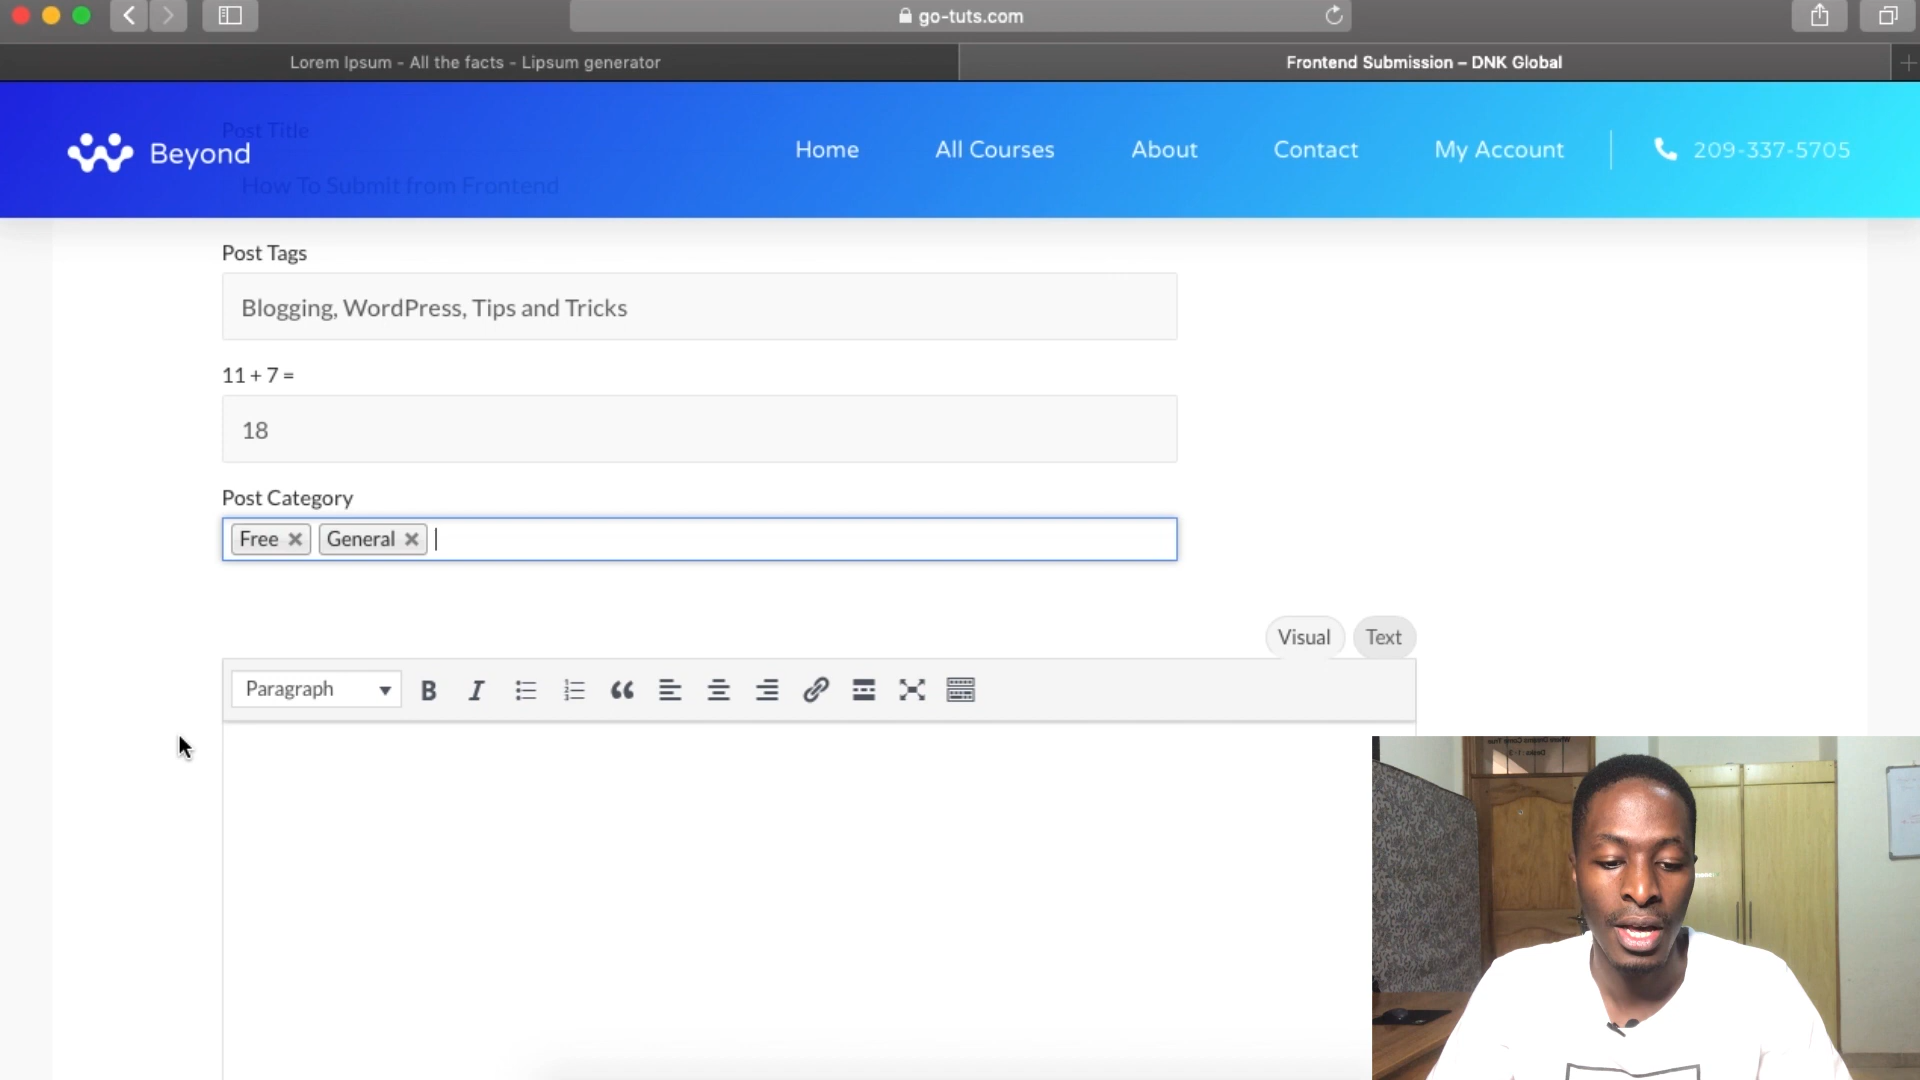 go-tuts.com
Lorem Ipsum - All the facts - Lipsum generator
Frontend Submission – DNK Global
Post Title
Beyond
Home
All Courses
About
Contact
My Account
209-337-5705
How To Submit from Frontend
Post Tags
Blogging, WordPress, Tips and Tricks
11 + 7 =
18
Post Category
Free
General
Visual
Text
Paragraph